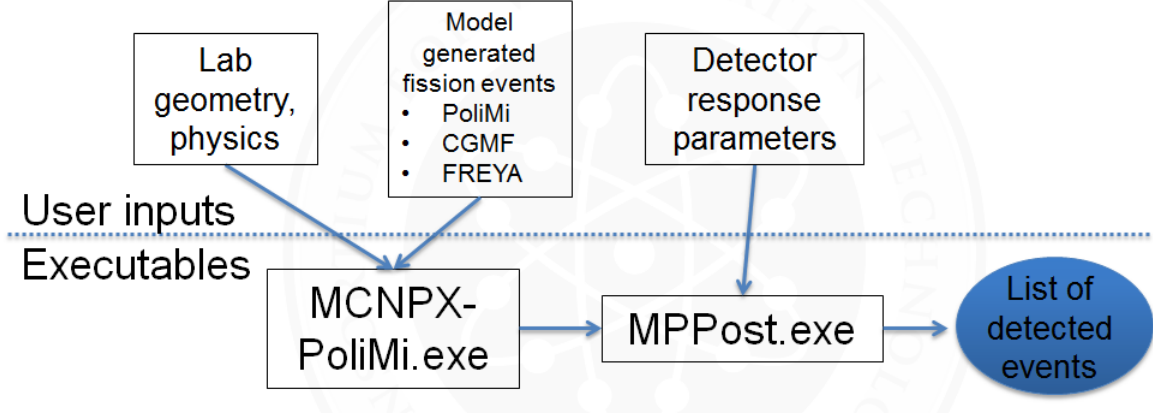 Lab
geometry,
physics
Model
generated
fission events
• PoliMi
• CGMF
• FREYA
Detector
response
parameters
User inputs
Executables
MCNPX-
PoliMi.exe
MPPost.exe
List of
detected
events